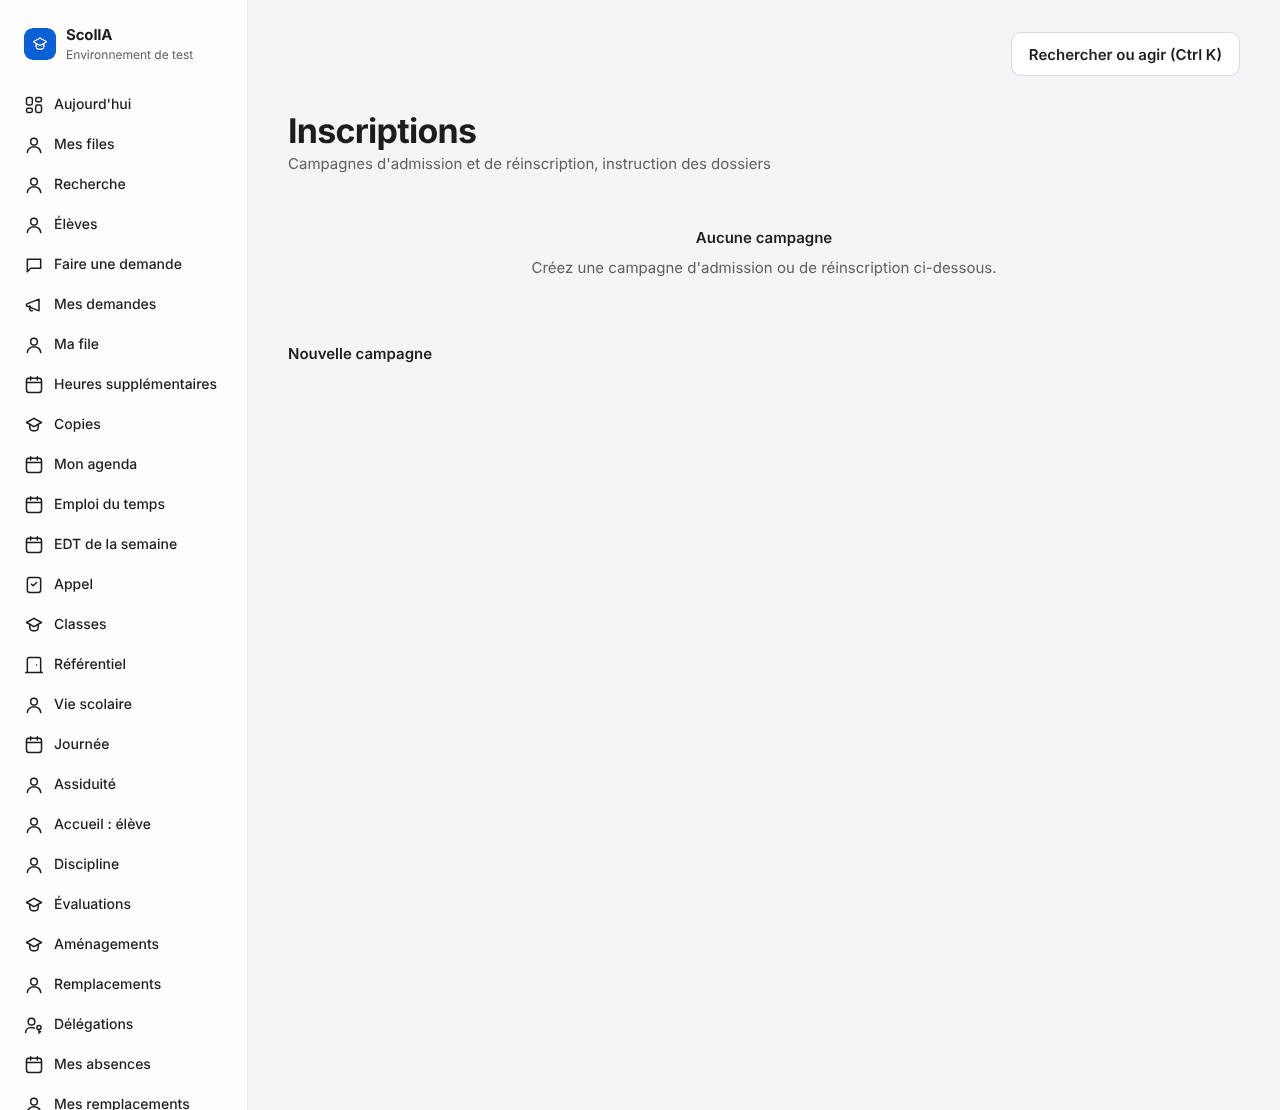 ScolIA
Environnement de test
Aujourd'hui
Mes files
Recherche
Élèves
Faire une demande
Mes demandes
Ma file
Heures supplémentaires
Copies
Mon agenda
Emploi du temps
EDT de la semaine
Appel
Classes
Référentiel
Vie scolaire
Journée
Assiduité
Accueil : élève
Discipline
Évaluations
Aménagements
Remplacements
Délégations
Mes absences
Mes remplacements
Rechercher ou agir (Ctrl K)
Inscriptions
Campagnes d'admission et de réinscription, instruction des dossiers
Aucune campagne
Créez une campagne d'admission ou de réinscription ci-dessous.
Nouvelle campagne